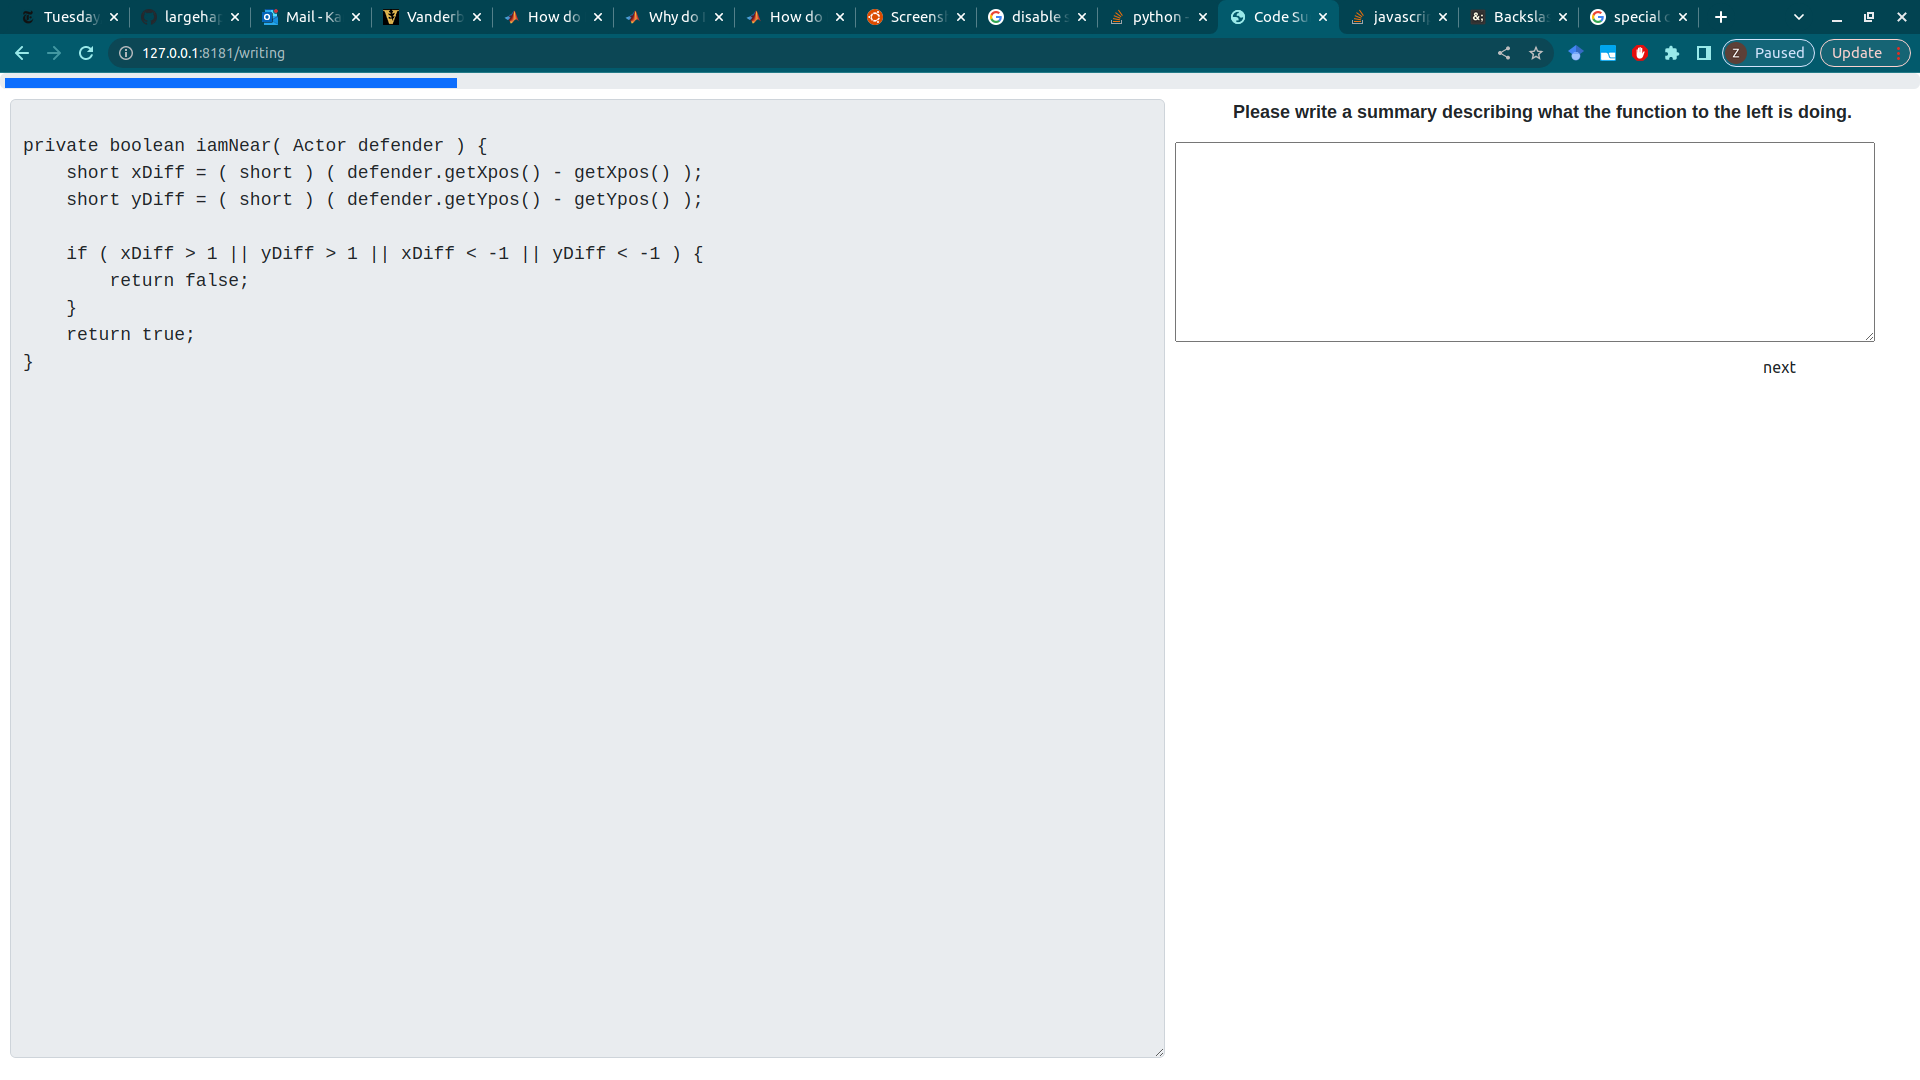 Tuesday
largehap
Mail - Ka
Vanderb
How do
Why do
How do
Screens
disable s
python -
Code Su
javascri
Backsla
special c
127.0.0.1:8181/writing
Z Paused
Update
private boolean iamNear( Actor defender ) {
    short xDiff = ( short ) ( defender.getXpos() - getXpos() );
    short yDiff = ( short ) ( defender.getYpos() - getYpos() );
    if ( xDiff > 1 || yDiff > 1 || xDiff < -1 || yDiff < -1 ) {
        return false;
    }
    return true;
}
Please write a summary describing what the function to the left is doing.
next